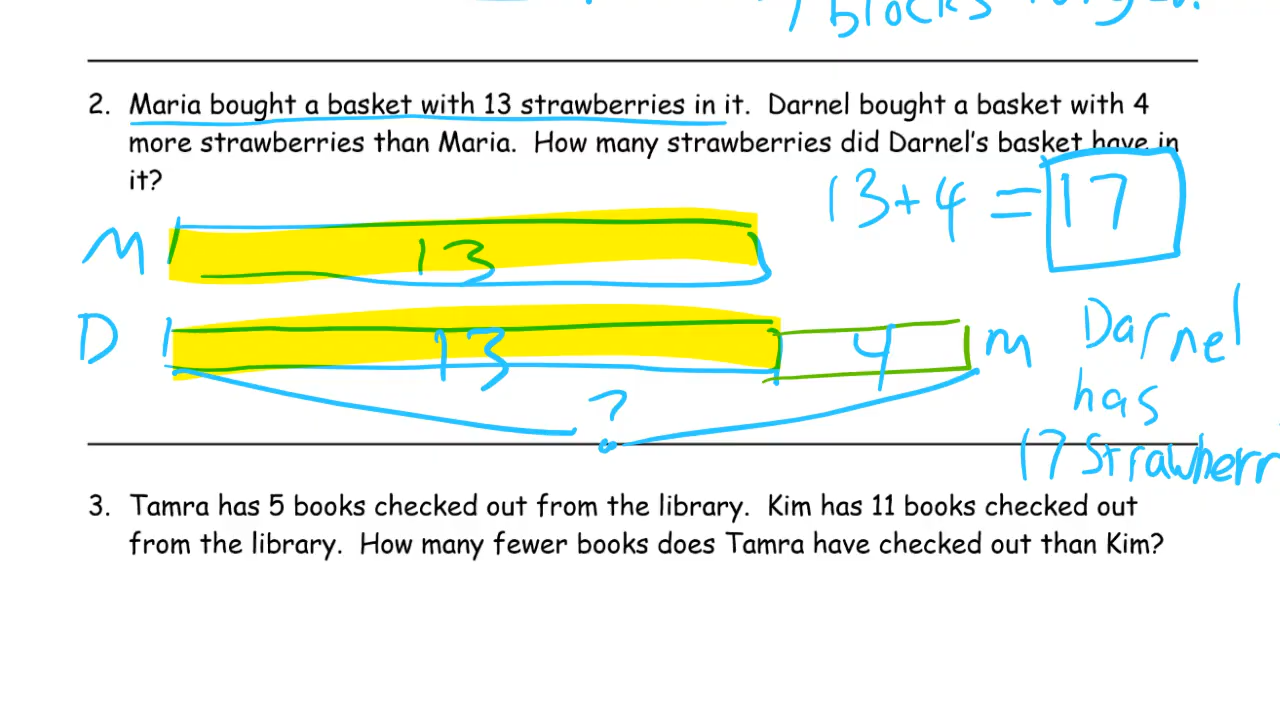 blocks
2. Maria bought a basket with 13 strawberries in it. Darnel bought a basket with 4
more strawberries than Maria. How many strawberries did Darnel's basket have in
it?
13+4 = 17
M 13
D 13 4 m
?
Darnel
has
17 Strawberr
3. Tamra has 5 books checked out from the library. Kim has 11 books checked out
from the library. How many fewer books does Tamra have checked out than Kim?